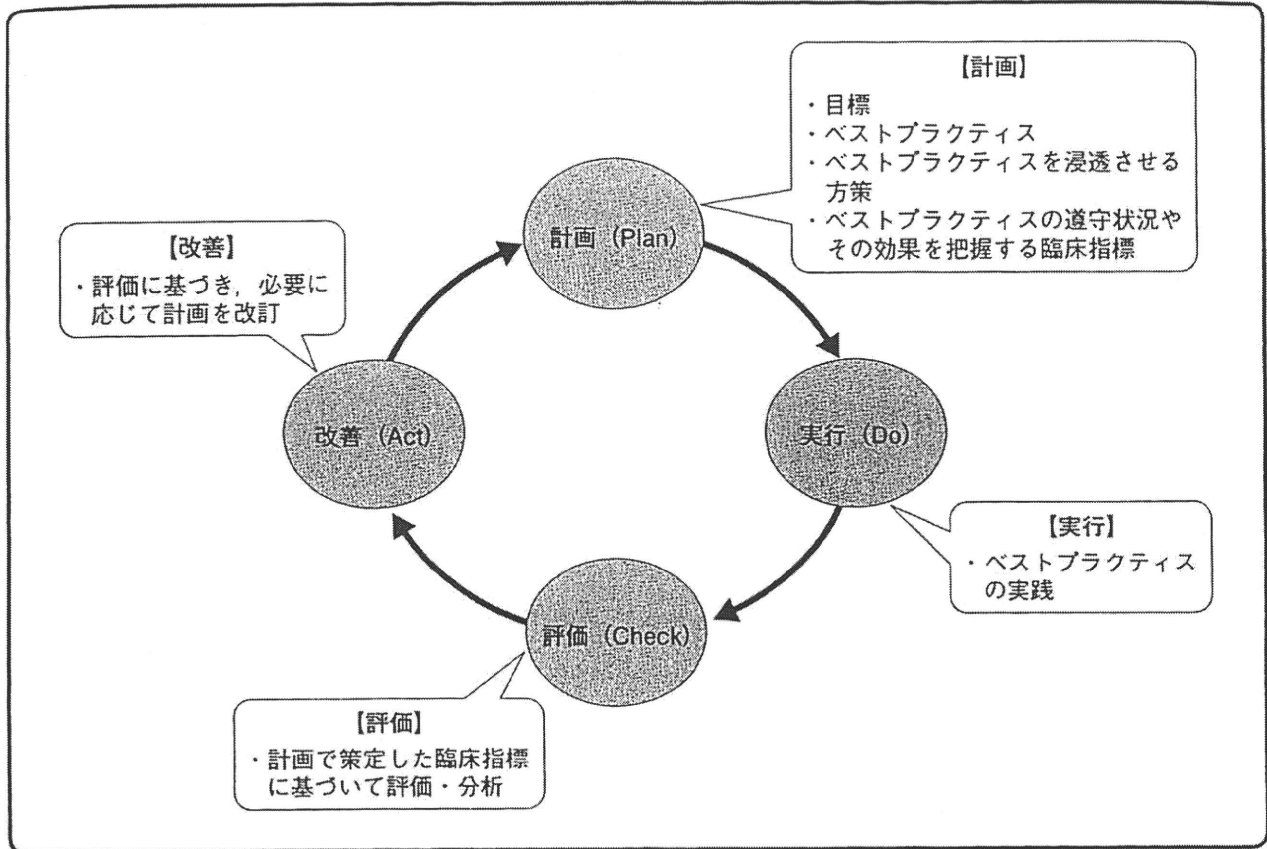 【計画】
・目標
・ベストプラクティス
・ベストプラクティスを浸透させる
方策
・ベストプラクティスの遵守状況や
その効果を把握する臨床指標
計画（Plan）
【改善】
・評価に基づき，必要に
応じて計画を改訂
改善（Act）
実行（Do）
【実行】
・ベストプラクティス
の実践
評価（Check）
【評価】
・計画で策定した臨床指標
に基づいて評価・分析